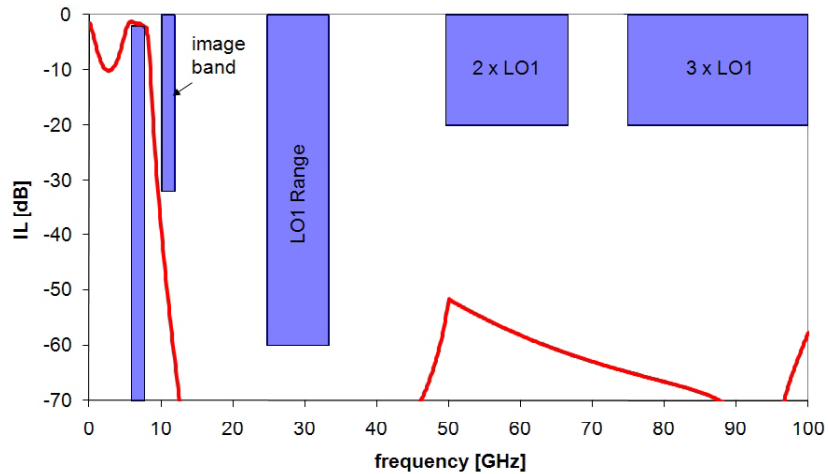 0
-10
-20
-30
-40
-50
-60
-70
IL [dB]
image
band
LO1 Range
2 x LO1
3 x LO1
0 10 20 30 40 50 60 70 80 90 100
frequency [GHz]